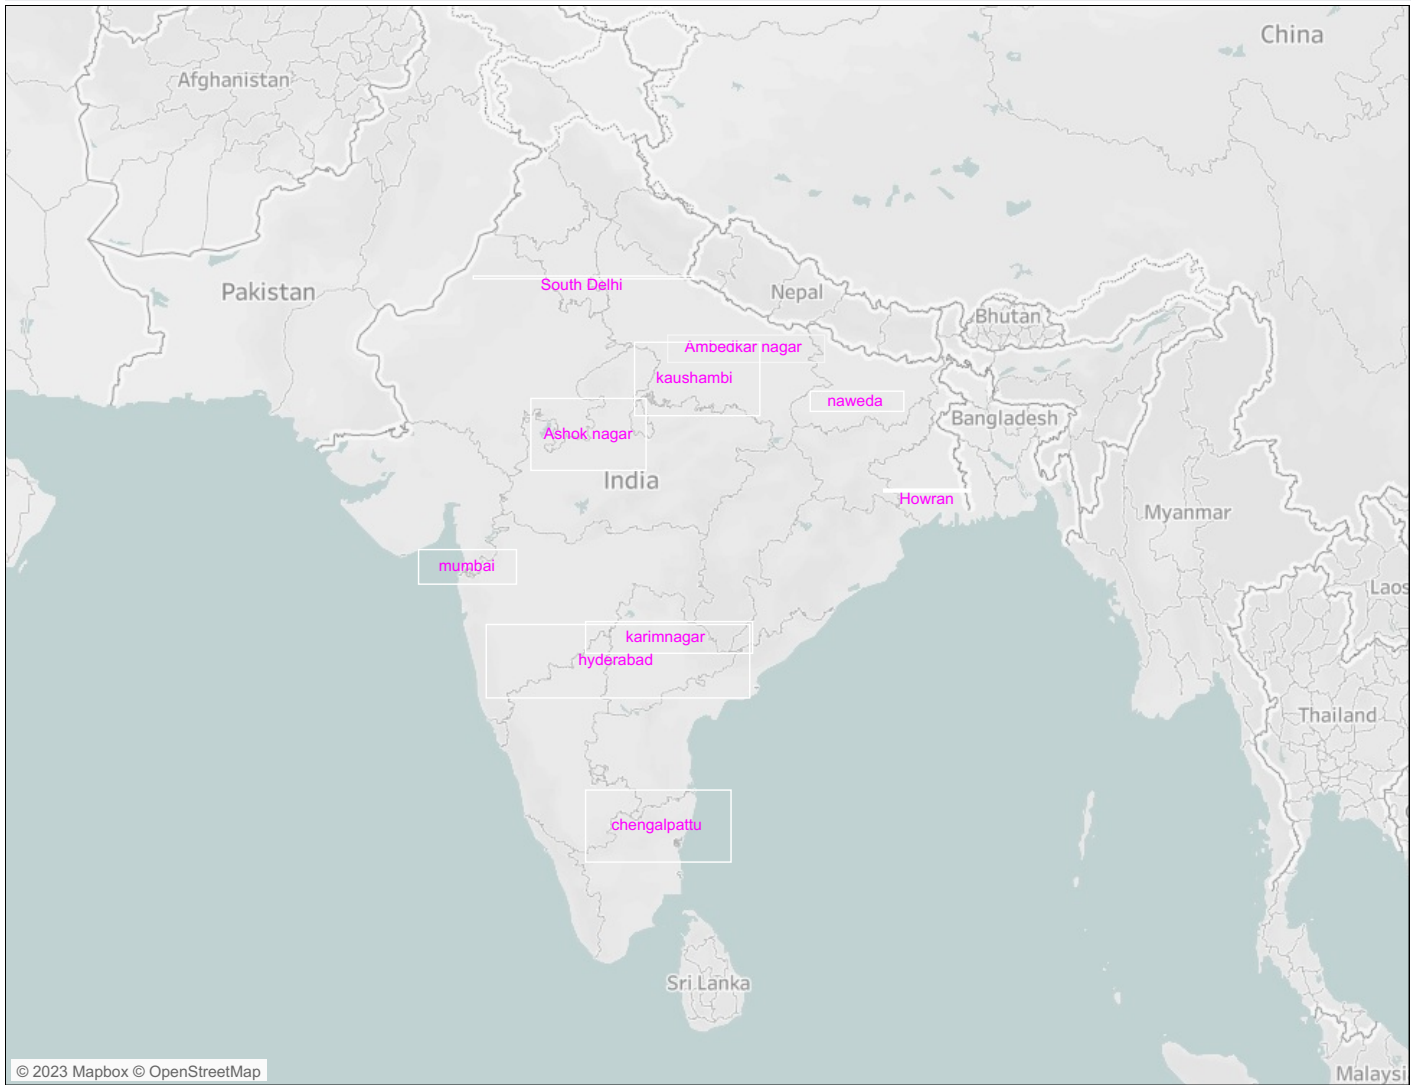 China
Afghanistan
Pakistan
South Delhi
Nepal
Bhutan
Ambedkar nagar
kaushambi
naweda
Bangladesh
Ashok nagar
India
Howran
Myanmar
mumbai
Laos
karimnagar
hyderabad
Thailand
chengalpattu
Sri Lanka
© 2023 Mapbox © OpenStreetMap
Malaysi